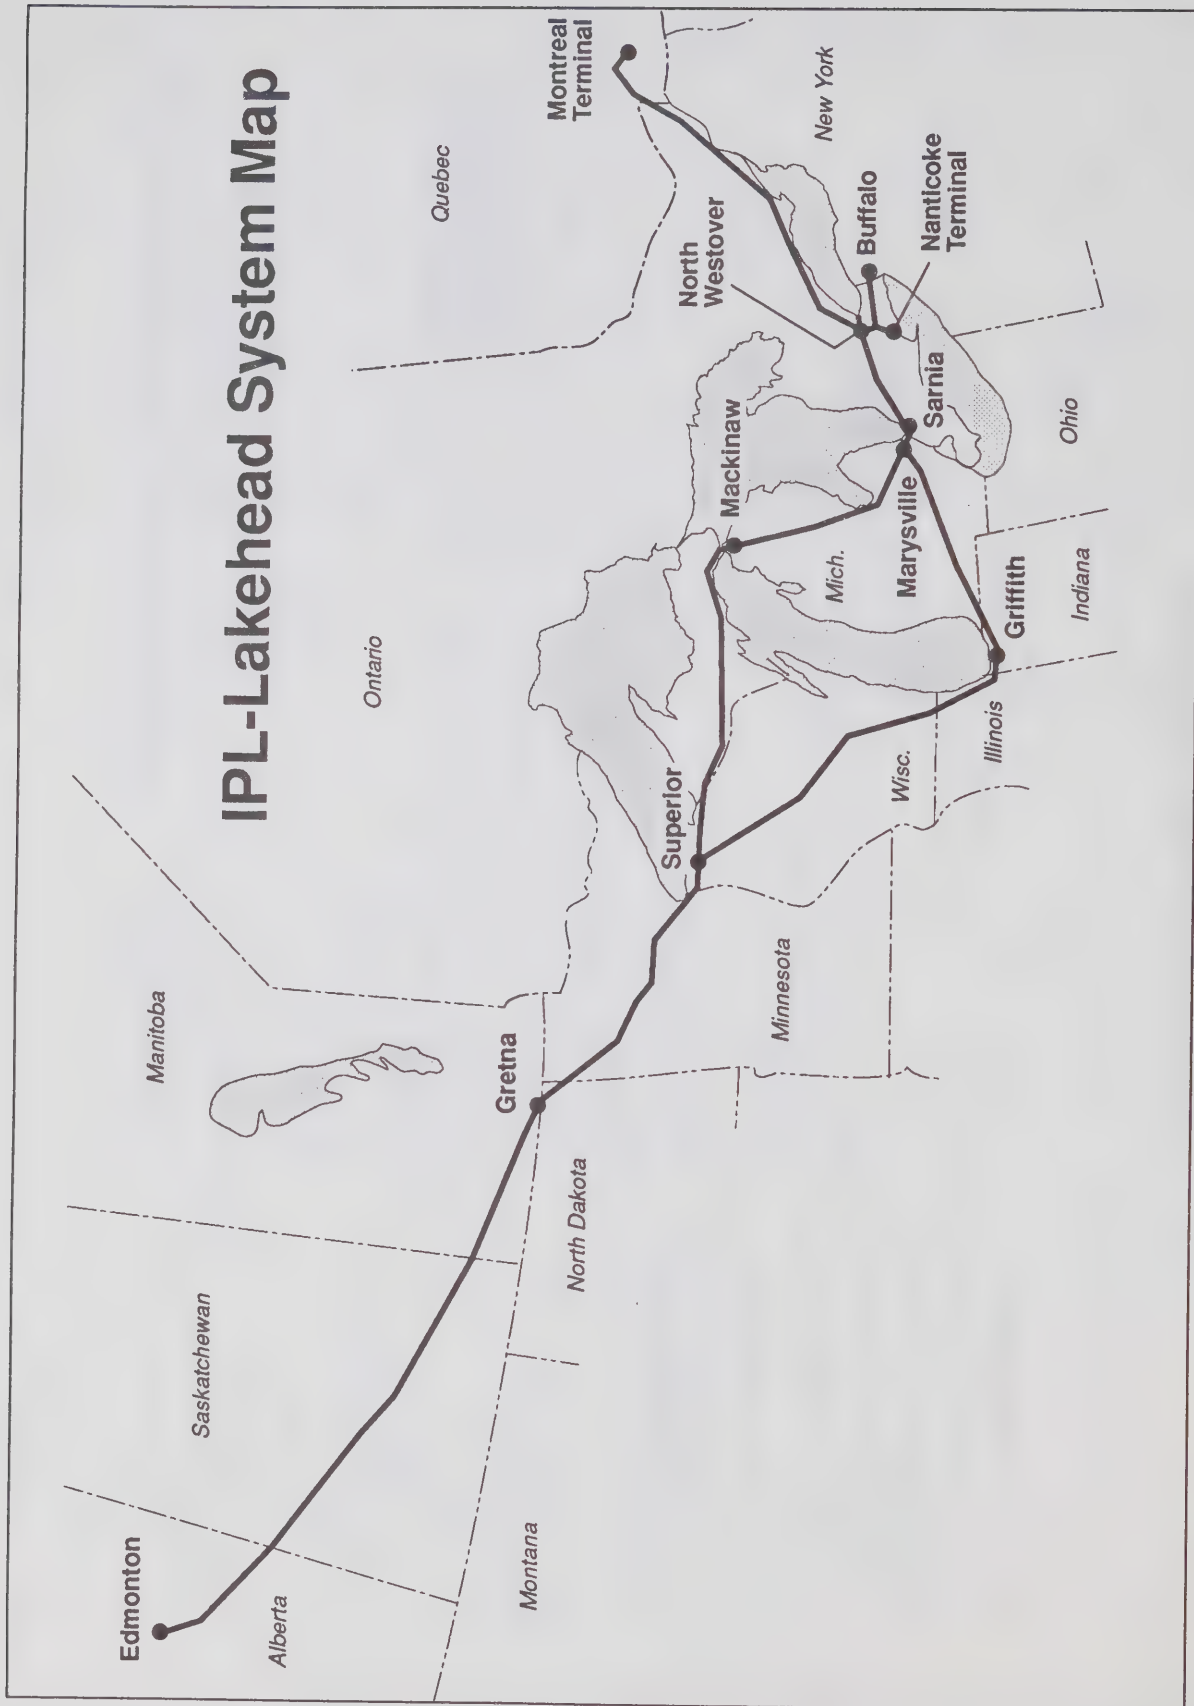 IPL-Lakehead System Map
Edmonton
Alberta
Saskatchewan
Manitoba
Ontario
Quebec
Montreal
Terminal
Montana
North Dakota
Gretna
Minnesota
Superior
Wisc.
Illinois
Mackinaw
Mich.
Marysville
Griffith
Indiana
North
Westover
Sarnia
Ohio
Buffalo
Nanticoke
Terminal
New York